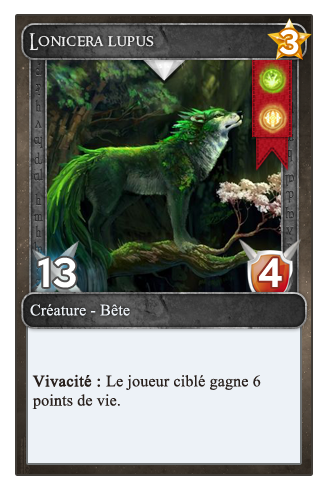 Lonicera lupus
3
13
4
Créature - Bête
Vivacité : Le joueur ciblé gagne 6
points de vie.